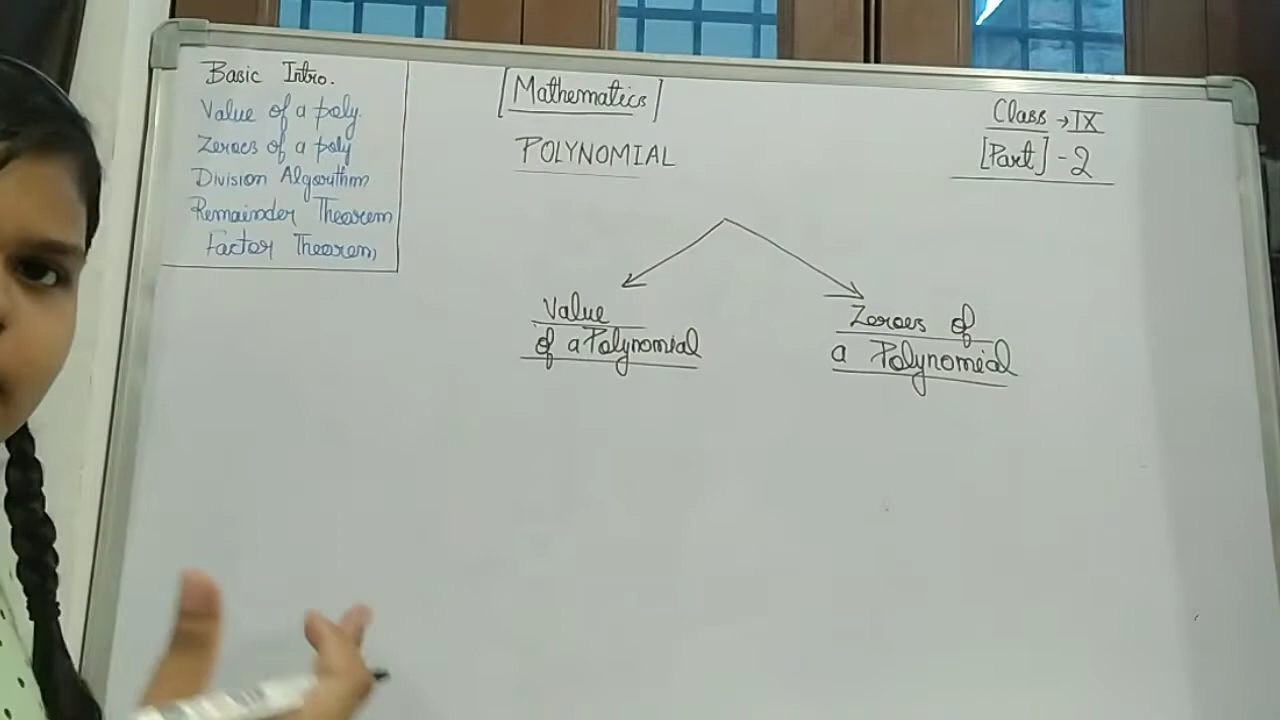 Basic Intro.
Value of a poly.
Zeroes of a poly
Division Algorithm
Remainder Theorem
Factor Theorem
[Mathematics]
POLYNOMIAL
Class → IX
[Part] - 2
Value
of a Polynomial
Zeroes of
a Polynomial